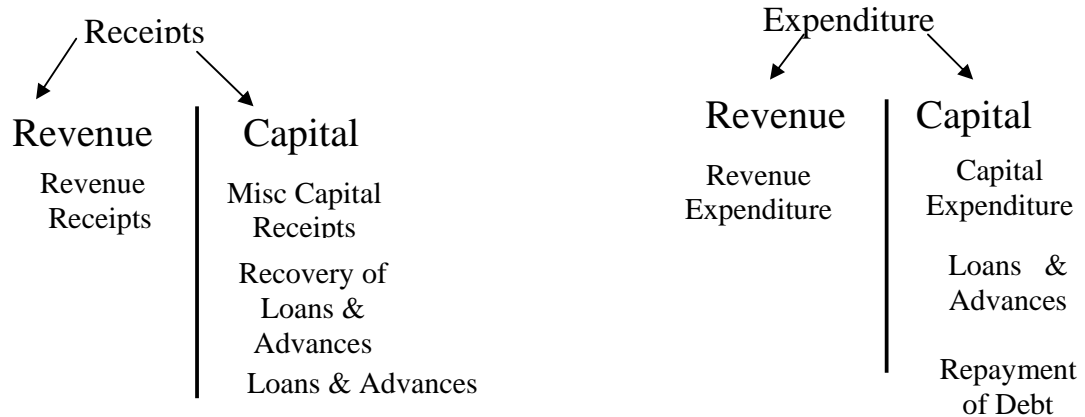 Receipts
Revenue
Capital
Revenue
Receipts
Misc Capital
Receipts
Recovery of
Loans &
Advances
Loans & Advances
Expenditure
Revenue
Capital
Revenue
Expenditure
Capital
Expenditure
Loans &
Advances
Repayment
of Debt